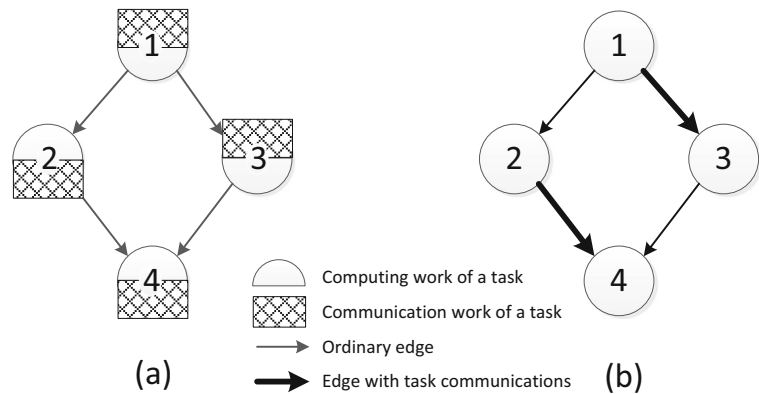 1
1
2
3
2
3
4
4
Computing work of a task
Communication work of a task
Ordinary edge
Edge with task communications
(a)
(b)